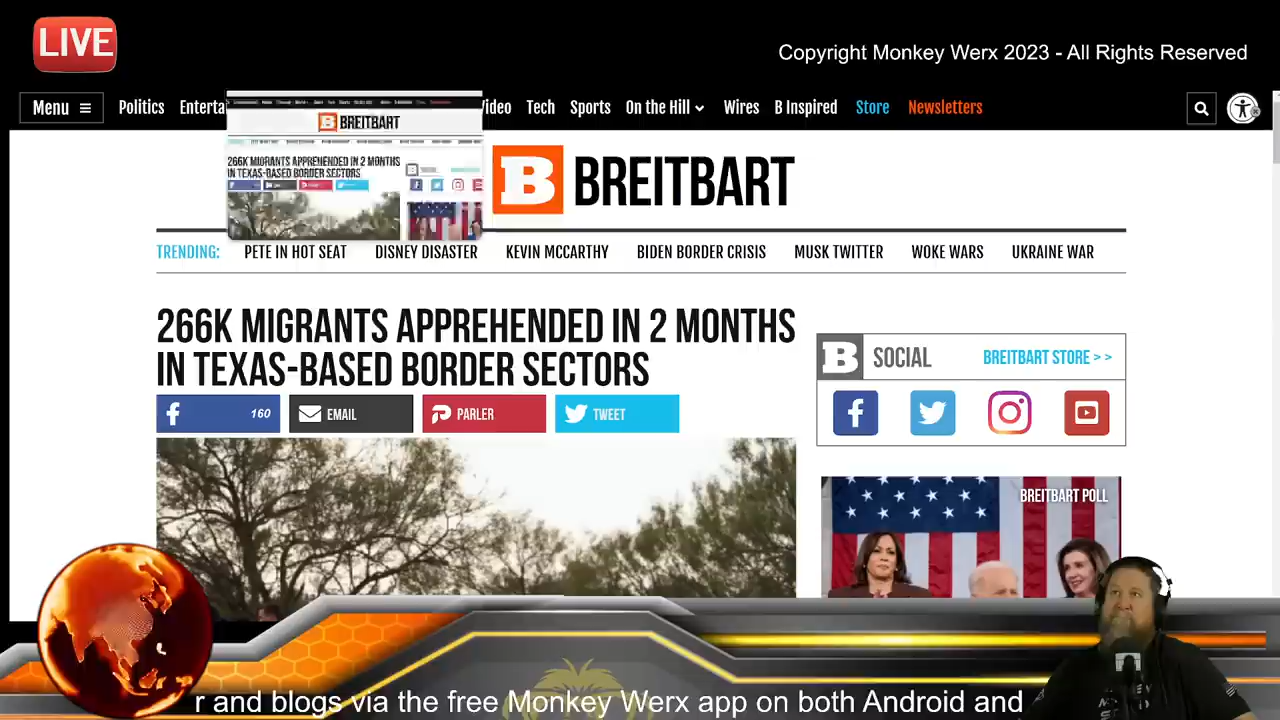 LIVE
Copyright Monkey Werx 2023 - All Rights Reserved
Menu Politics Enterta ideo Tech Sports On the Hill Wires B Inspired Store Newsletters
B BREITBART
266K MIGRANTS APPREHENDED IN 2 MONTHS
IN TEXAS-BASED BORDER SECTORS
B BREITBART
TRENDING: PETE IN HOT SEAT DISNEY DISASTER KEVIN MCCARTHY BIDEN BORDER CRISIS MUSK TWITTER WOKE WARS UKRAINE WAR
266K MIGRANTS APPREHENDED IN 2 MONTHS
IN TEXAS-BASED BORDER SECTORS
B SOCIAL BREITBART STORE > >
160 EMAIL PARLER TWEET
BREITBART POLL
r and blogs via the free Monkey Werx app on both Android and